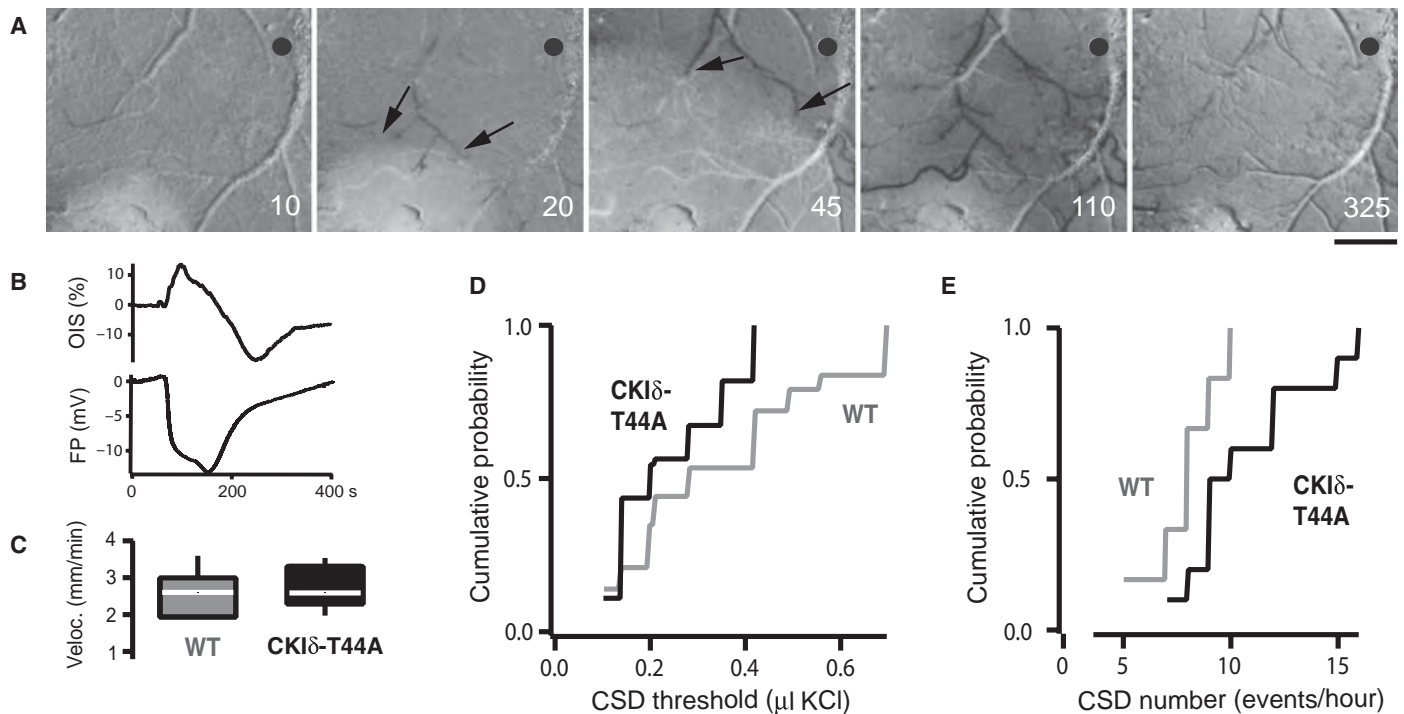 A
10
20
45
110
325
B
OIS (%)
10
0
−10
FP (mV)
0
−5
−10
0 200 400 s
C
Veloc. (mm/min)
4
3
2
1
WT
CKIδ-T44A
D
Cumulative probability
1.0
0.5
0.0
CKIδ-
T44A
WT
0.0 0.2 0.4 0.6
CSD threshold (μl KCl)
E
Cumulative probability
1.0
0.5
0.0
WT
CKIδ-
T44A
0 5 10 15
CSD number (events/hour)